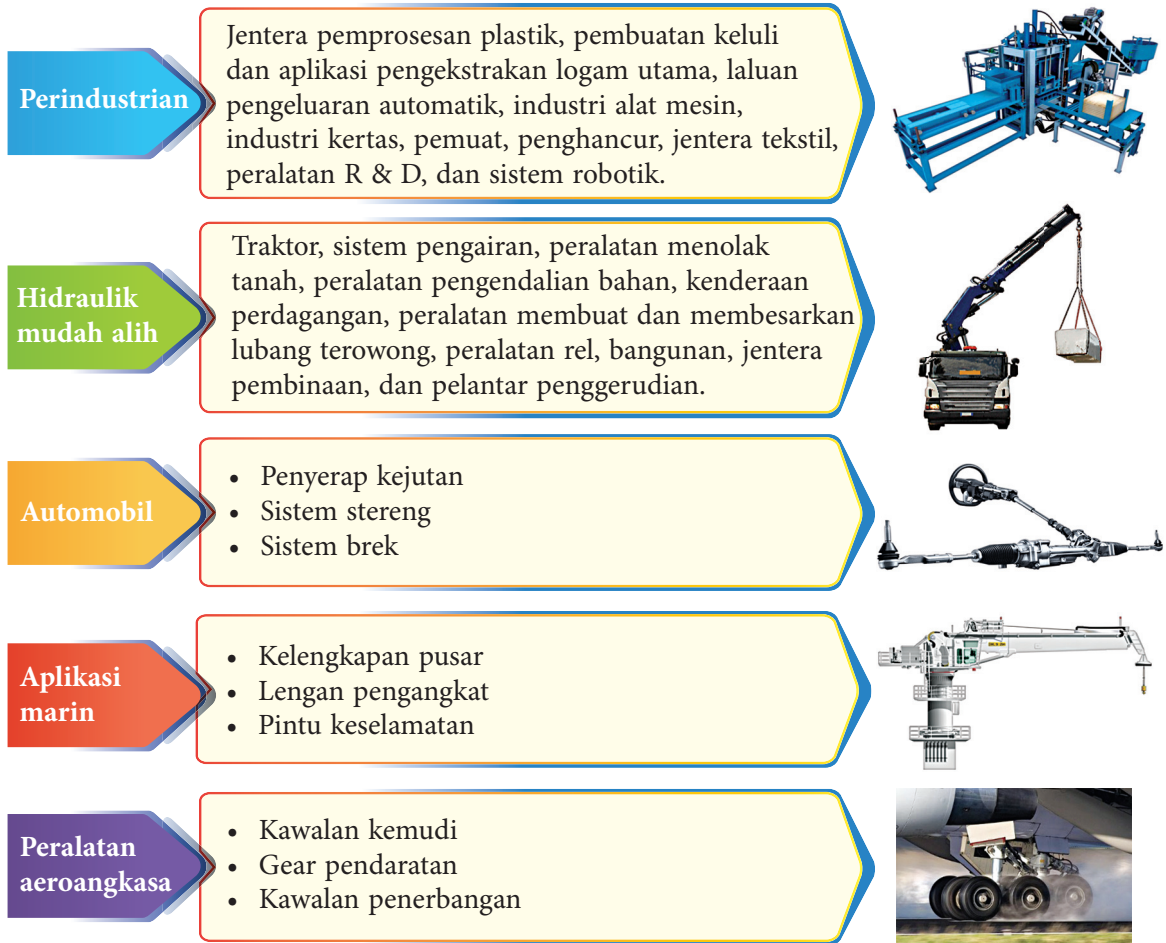 Perindustrian
Jentera pemprosesan plastik, pembuatan keluli
dan aplikasi pengekstrakan logam utama, laluan
pengeluaran automatik, industri alat mesin,
industri kertas, pemuat, penghancur, jentera tekstil,
peralatan R & D, dan sistem robotik.
Hidraulik
mudah alih
Traktor, sistem pengairan, peralatan menolak
tanah, peralatan pengendalian bahan, kenderaan
perdagangan, peralatan membuat dan membesarkan
lubang terowong, peralatan rel, bangunan, jentera
pembinaan, dan pelantar penggerudian.
Automobil
• Penyerap kejutan
• Sistem stereng
• Sistem brek
Aplikasi
marin
• Kelengkapan pusar
• Lengan pengangkat
• Pintu keselamatan
Peralatan
aeroangkasa
• Kawalan kemudi
• Gear pendaratan
• Kawalan penerbangan